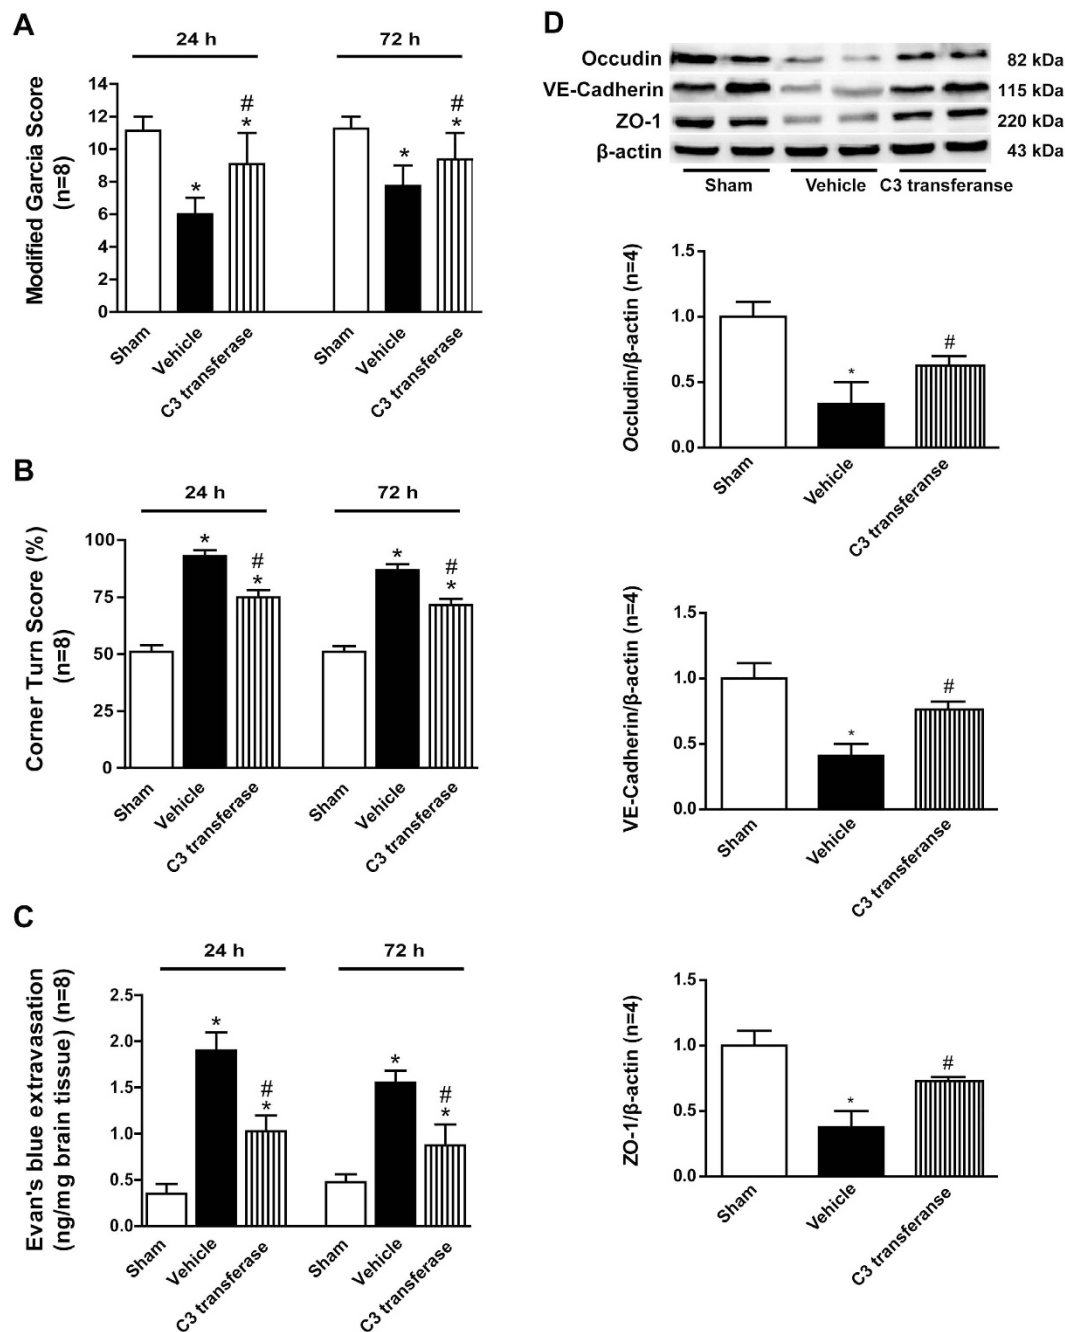 A
24 h
72 h
Modified Garcia Score
(n=8)
14
12
10
8
6
4
2
0
*
#
*
*
#
*
Sham
Vehicle
C3 transferase
Sham
Vehicle
C3 transferase
B
24 h
72 h
Corner Turn Score (%)
(n=8)
100
75
50
25
0
*
#
*
*
#
*
Sham
Vehicle
C3 transferase
Sham
Vehicle
C3 transferase
C
24 h
72 h
Evan's blue extravasation
(ng/mg brain tissue) (n=8)
2.5
2.0
1.5
1.0
0.5
0.0
*
#
*
*
#
*
Sham
Vehicle
C3 transferase
Sham
Vehicle
C3 transferase
D
Occudin 82 kDa
VE-Cadherin 115 kDa
ZO-1 220 kDa
β-actin 43 kDa
Sham Vehicle C3 transferanse
Occludin/β-actin (n=4)
1.5
1.0
0.5
0.0
*
#
Sham
Vehicle
C3 transferanse
VE-Cadherin/β-actin (n=4)
1.5
1.0
0.5
0.0
*
#
Sham
Vehicle
C3 transferanse
ZO-1/β-actin (n=4)
1.5
1.0
0.5
0.0
*
#
Sham
Vehicle
C3 transferanse